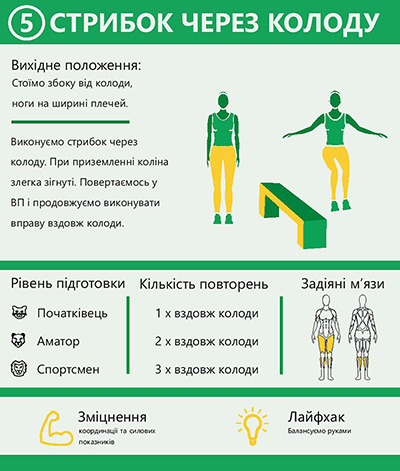 5 СТРИБОК ЧЕРЕЗ КОЛОДУ
Вихідне положення:
Стоїмо збоку від колоди,
ноги на ширині плечей.
Виконуємо стрибок через
колоду. При приземленні коліна
злегка зігнуті. Повертаємось у
ВП і продовжуємо виконувати
вправу вздовж колоди.
Рівень підготовки
Кількість повторень
Задіяні м’язи
Початківець
1 х вздовж колоди
Аматор
2 х вздовж колоди
Спортсмен
3 х вздовж колоди
Зміцнення
координації та силових
показників
Лайфхак
Балансуємо руками